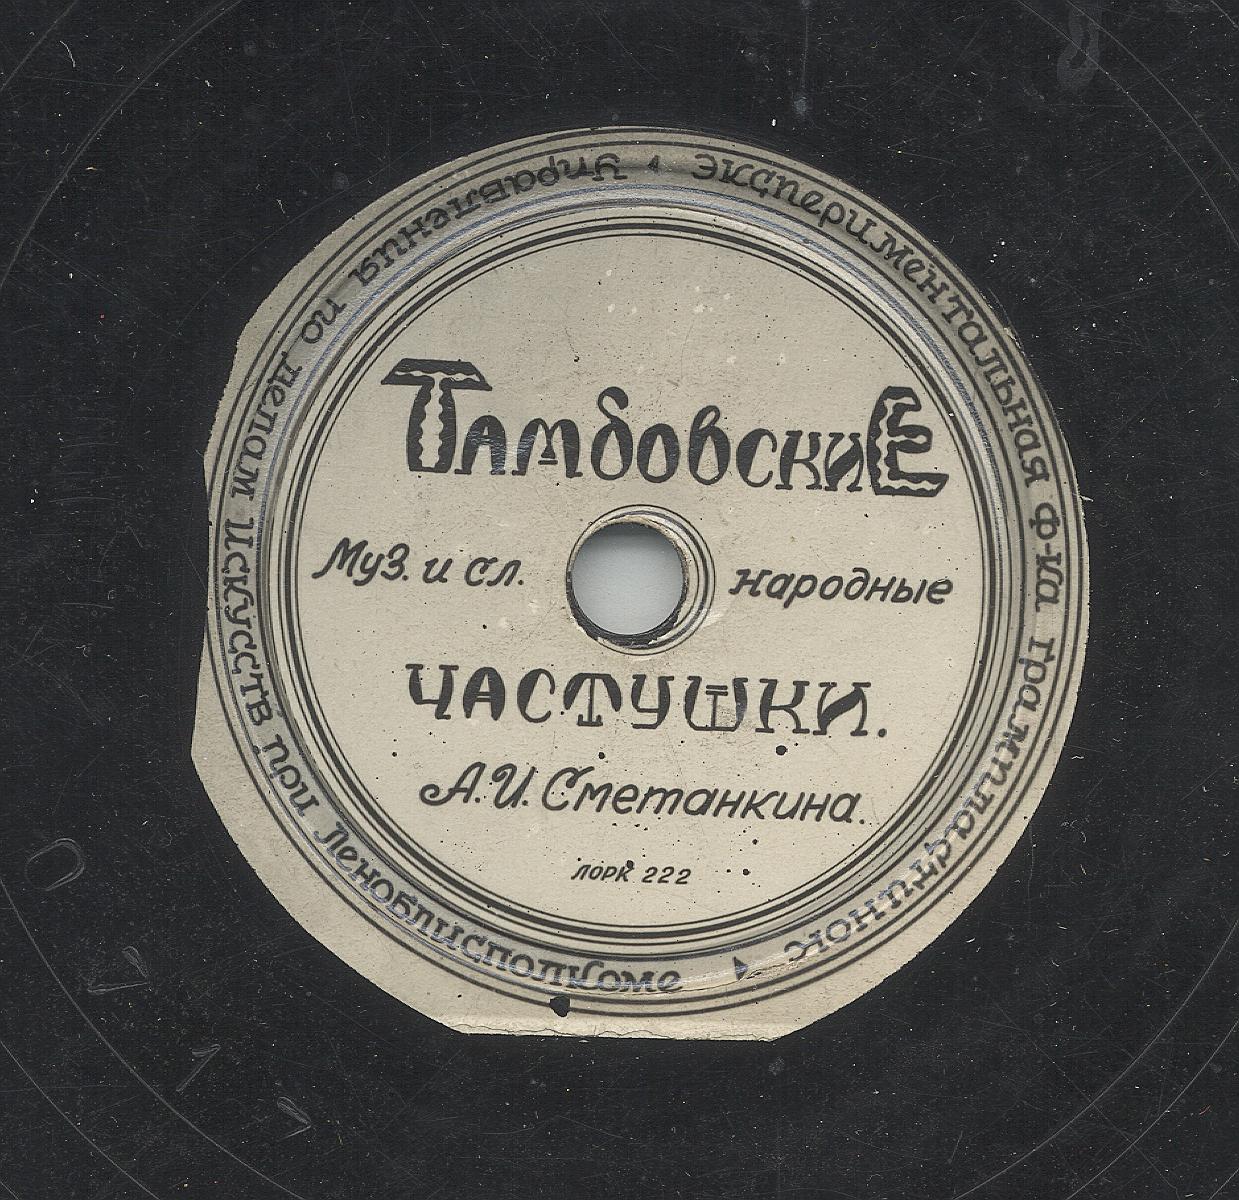 Экспериментальная ф-ка грампластинок
Управления по делам Искусств при Леноблисполкоме
ТамбовскиЕ
Муз. и сл. народные
ЧАСТУШКИ.
А.И. Сметанкина.
ЛОРК 222